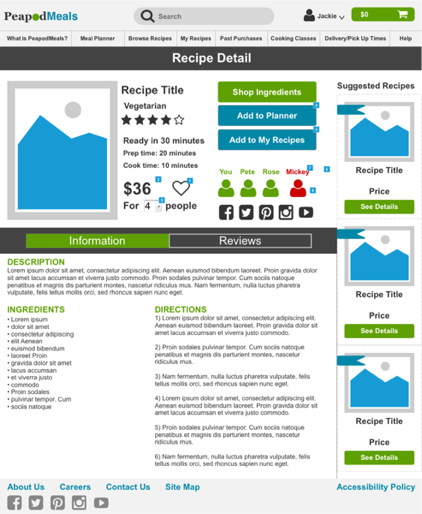 PeapodMeals
Search
Jackie
$0
What is PeapodMeals?
Meal Planner
Browse Recipes
My Recipes
Past Purchases
Cooking Classes
Delivery/Pick Up Times
Help
Recipe Detail
Recipe Title
Vegetarian
Ready in 30 minutes
Prep time: 20 minutes
Cook time: 10 minutes
$36
For 4 people
Shop Ingredients
Add to Planner
Add to My Recipes
You
Pete
Rose
Mickey
Suggested Recipes
Recipe Title
Price
See Details
Recipe Title
Price
See Details
Recipe Title
Price
See Details
Information
Reviews
DESCRIPTION
Lorem ipsum dolor sit amet, consectetur adipiscing elit. Aenean euismod bibendum laoreet. Proin gravida dolor
sit amet lacus accumsan et viverra justo commodo. Proin sodales pulvinar tempor. Cum sociis natoque
penatibus et magnis dis parturient montes, nascetur ridiculus mus. Nam fermentum, nulla luctus pharetra
vulputate, felis tellus mollis orci, sed rhoncus sapien nunc eget.
INGREDIENTS
• Lorem ipsum
• dolor sit amet
• consectetur adipiscing
• elit Aenean
• euismod bibendum
• laoreet Proin
• gravida dolor sit amet
• lacus accumsan
• et viverra justo
• commodo
• Proin sodales
• pulvinar tempor. Cum
• sociis natoque
DIRECTIONS
1) Lorem ipsum dolor sit amet, consectetur adipiscing elit.
Aenean euismod bibendum laoreet. Proin gravida dolor sit
amet lacus accumsan et viverra justo commodo.
2) Proin sodales pulvinar tempor. Cum sociis natoque
penatibus et magnis dis parturient montes, nascetur
ridiculus mus.
3) Nam fermentum, nulla luctus pharetra vulputate, felis
tellus mollis orci, sed rhoncus sapien nunc eget.
4) Lorem ipsum dolor sit amet, consectetur adipiscing elit.
Aenean euismod bibendum laoreet. Proin gravida dolor sit
amet lacus accumsan et viverra justo commodo.
5) Proin sodales pulvinar tempor. Cum sociis natoque
penatibus et magnis dis parturient montes, nascetur
ridiculus mus.
6) Nam fermentum, nulla luctus pharetra vulputate, felis
tellus mollis orci, sed rhoncus sapien nunc eget.
About Us
Careers
Contact Us
Site Map
Accessibility Policy